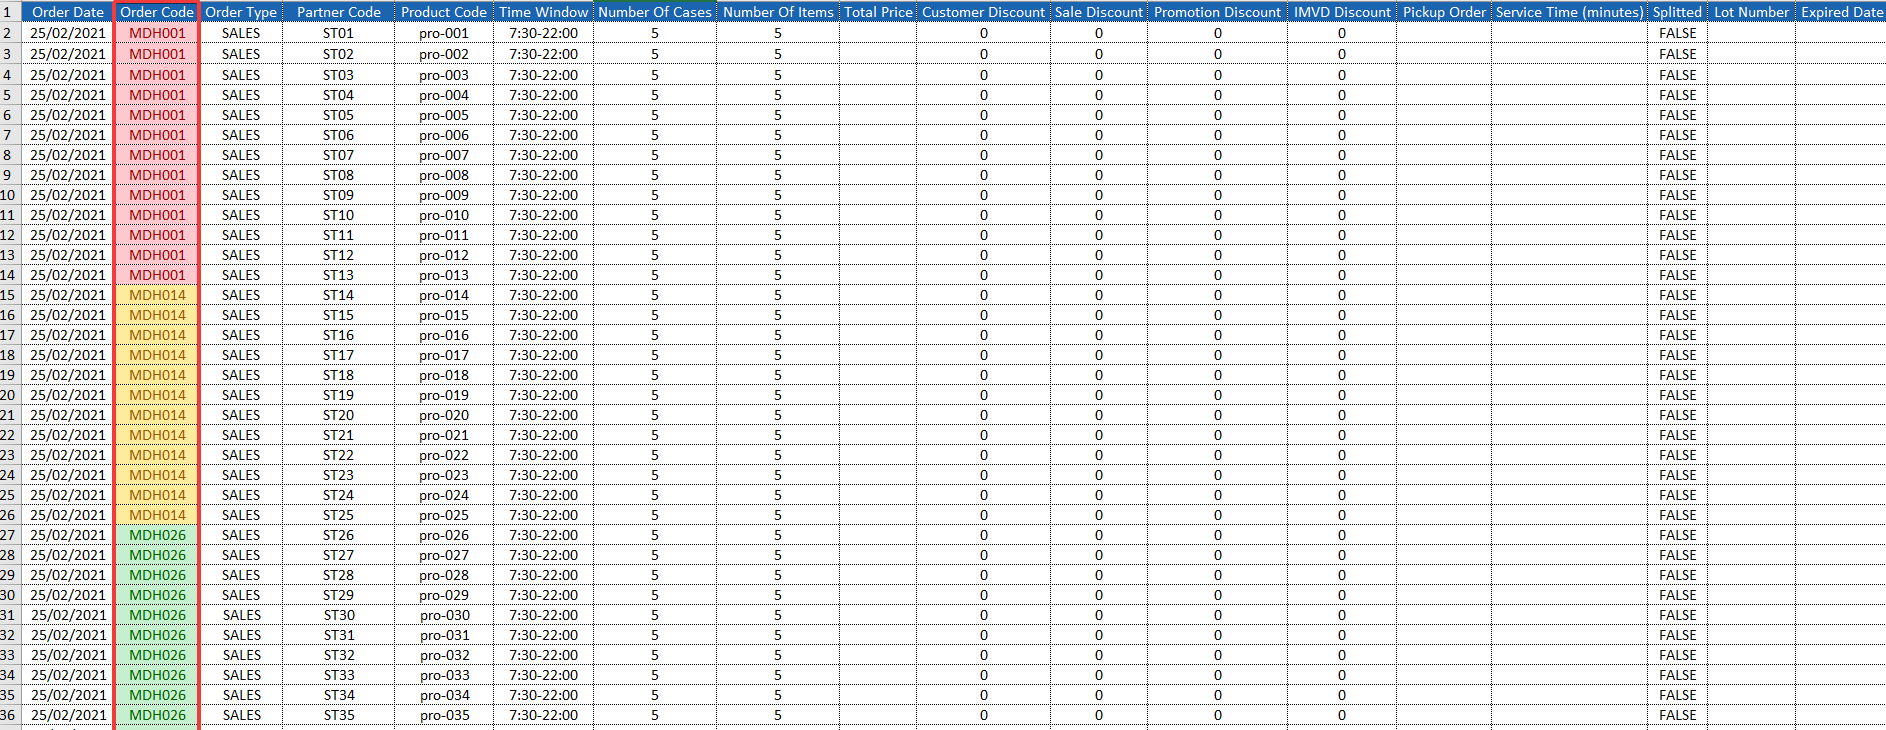 1 Order Date Order Code Order Type Partner Code Product Code Time Window Number Of Cases Number Of Items Total Price Customer Discount Sale Discount Promotion Discount IMVD Discount Pickup Order Service Time (minutes) Splitted Lot Number Expired Date
2 25/02/2021 MDH001 SALES ST01 pro-001 7:30-22:00 5 5 0 0 0 0 FALSE
3 25/02/2021 MDH001 SALES ST02 pro-002 7:30-22:00 5 5 0 0 0 0 FALSE
4 25/02/2021 MDH001 SALES ST03 pro-003 7:30-22:00 5 5 0 0 0 0 FALSE
5 25/02/2021 MDH001 SALES ST04 pro-004 7:30-22:00 5 5 0 0 0 0 FALSE
6 25/02/2021 MDH001 SALES ST05 pro-005 7:30-22:00 5 5 0 0 0 0 FALSE
7 25/02/2021 MDH001 SALES ST06 pro-006 7:30-22:00 5 5 0 0 0 0 FALSE
8 25/02/2021 MDH001 SALES ST07 pro-007 7:30-22:00 5 5 0 0 0 0 FALSE
9 25/02/2021 MDH001 SALES ST08 pro-008 7:30-22:00 5 5 0 0 0 0 FALSE
10 25/02/2021 MDH001 SALES ST09 pro-009 7:30-22:00 5 5 0 0 0 0 FALSE
11 25/02/2021 MDH001 SALES ST10 pro-010 7:30-22:00 5 5 0 0 0 0 FALSE
12 25/02/2021 MDH001 SALES ST11 pro-011 7:30-22:00 5 5 0 0 0 0 FALSE
13 25/02/2021 MDH001 SALES ST12 pro-012 7:30-22:00 5 5 0 0 0 0 FALSE
14 25/02/2021 MDH001 SALES ST13 pro-013 7:30-22:00 5 5 0 0 0 0 FALSE
15 25/02/2021 MDH014 SALES ST14 pro-014 7:30-22:00 5 5 0 0 0 0 FALSE
16 25/02/2021 MDH014 SALES ST15 pro-015 7:30-22:00 5 5 0 0 0 0 FALSE
17 25/02/2021 MDH014 SALES ST16 pro-016 7:30-22:00 5 5 0 0 0 0 FALSE
18 25/02/2021 MDH014 SALES ST17 pro-017 7:30-22:00 5 5 0 0 0 0 FALSE
19 25/02/2021 MDH014 SALES ST18 pro-018 7:30-22:00 5 5 0 0 0 0 FALSE
20 25/02/2021 MDH014 SALES ST19 pro-019 7:30-22:00 5 5 0 0 0 0 FALSE
21 25/02/2021 MDH014 SALES ST20 pro-020 7:30-22:00 5 5 0 0 0 0 FALSE
22 25/02/2021 MDH014 SALES ST21 pro-021 7:30-22:00 5 5 0 0 0 0 FALSE
23 25/02/2021 MDH014 SALES ST22 pro-022 7:30-22:00 5 5 0 0 0 0 FALSE
24 25/02/2021 MDH014 SALES ST23 pro-023 7:30-22:00 5 5 0 0 0 0 FALSE
25 25/02/2021 MDH014 SALES ST24 pro-024 7:30-22:00 5 5 0 0 0 0 FALSE
26 25/02/2021 MDH014 SALES ST25 pro-025 7:30-22:00 5 5 0 0 0 0 FALSE
27 25/02/2021 MDH026 SALES ST26 pro-026 7:30-22:00 5 5 0 0 0 0 FALSE
28 25/02/2021 MDH026 SALES ST27 pro-027 7:30-22:00 5 5 0 0 0 0 FALSE
29 25/02/2021 MDH026 SALES ST28 pro-028 7:30-22:00 5 5 0 0 0 0 FALSE
30 25/02/2021 MDH026 SALES ST29 pro-029 7:30-22:00 5 5 0 0 0 0 FALSE
31 25/02/2021 MDH026 SALES ST30 pro-030 7:30-22:00 5 5 0 0 0 0 FALSE
32 25/02/2021 MDH026 SALES ST31 pro-031 7:30-22:00 5 5 0 0 0 0 FALSE
33 25/02/2021 MDH026 SALES ST32 pro-032 7:30-22:00 5 5 0 0 0 0 FALSE
34 25/02/2021 MDH026 SALES ST33 pro-033 7:30-22:00 5 5 0 0 0 0 FALSE
35 25/02/2021 MDH026 SALES ST34 pro-034 7:30-22:00 5 5 0 0 0 0 FALSE
36 25/02/2021 MDH026 SALES ST35 pro-035 7:30-22:00 5 5 0 0 0 0 FALSE